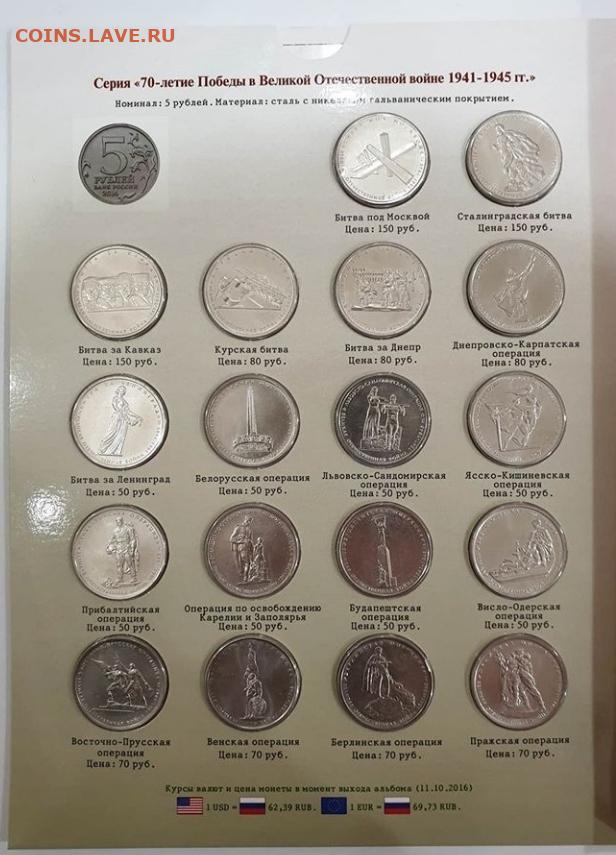 COINS.LAVE.RU
Серия «70-летие Победы в Великой Отечественной войне 1941-1945 гг.»
Номинал: 5 рублей. Материал: сталь с никелевым гальваническим покрытием.
5
РУБЛЕЙ
БАНК РОССИИ
2014
Битва под Москвой
Цена: 150 руб.
Сталинградская битва
Цена: 150 руб.
Битва за Кавказ
Цена: 150 руб.
Курская битва
Цена: 80 руб.
Битва за Днепр
Цена: 80 руб.
Днепровско-Карпатская
операция
Цена: 80 руб.
Битва за Ленинград
Цена: 50 руб.
Белорусская операция
Цена: 50 руб.
Львовско-Сандомирская
операция
Цена: 50 руб.
Ясско-Кишиневская
операция
Цена: 50 руб.
Прибалтийская
операция
Цена: 50 руб.
Операция по освобождению
Карелии и Заполярья
Цена: 50 руб.
Будапештская
операция
Цена: 50 руб.
Висло-Одерская
операция
Цена: 50 руб.
Восточно-Прусская
операция
Цена: 70 руб.
Венская операция
Цена: 70 руб.
Берлинская операция
Цена: 70 руб.
Пражская операция
Цена: 70 руб.
Курсы валют и цена монеты в момент выхода альбома (11.10.2016)
1 USD = 62,39 RUB. 1 EUR = 69,73 RUB.